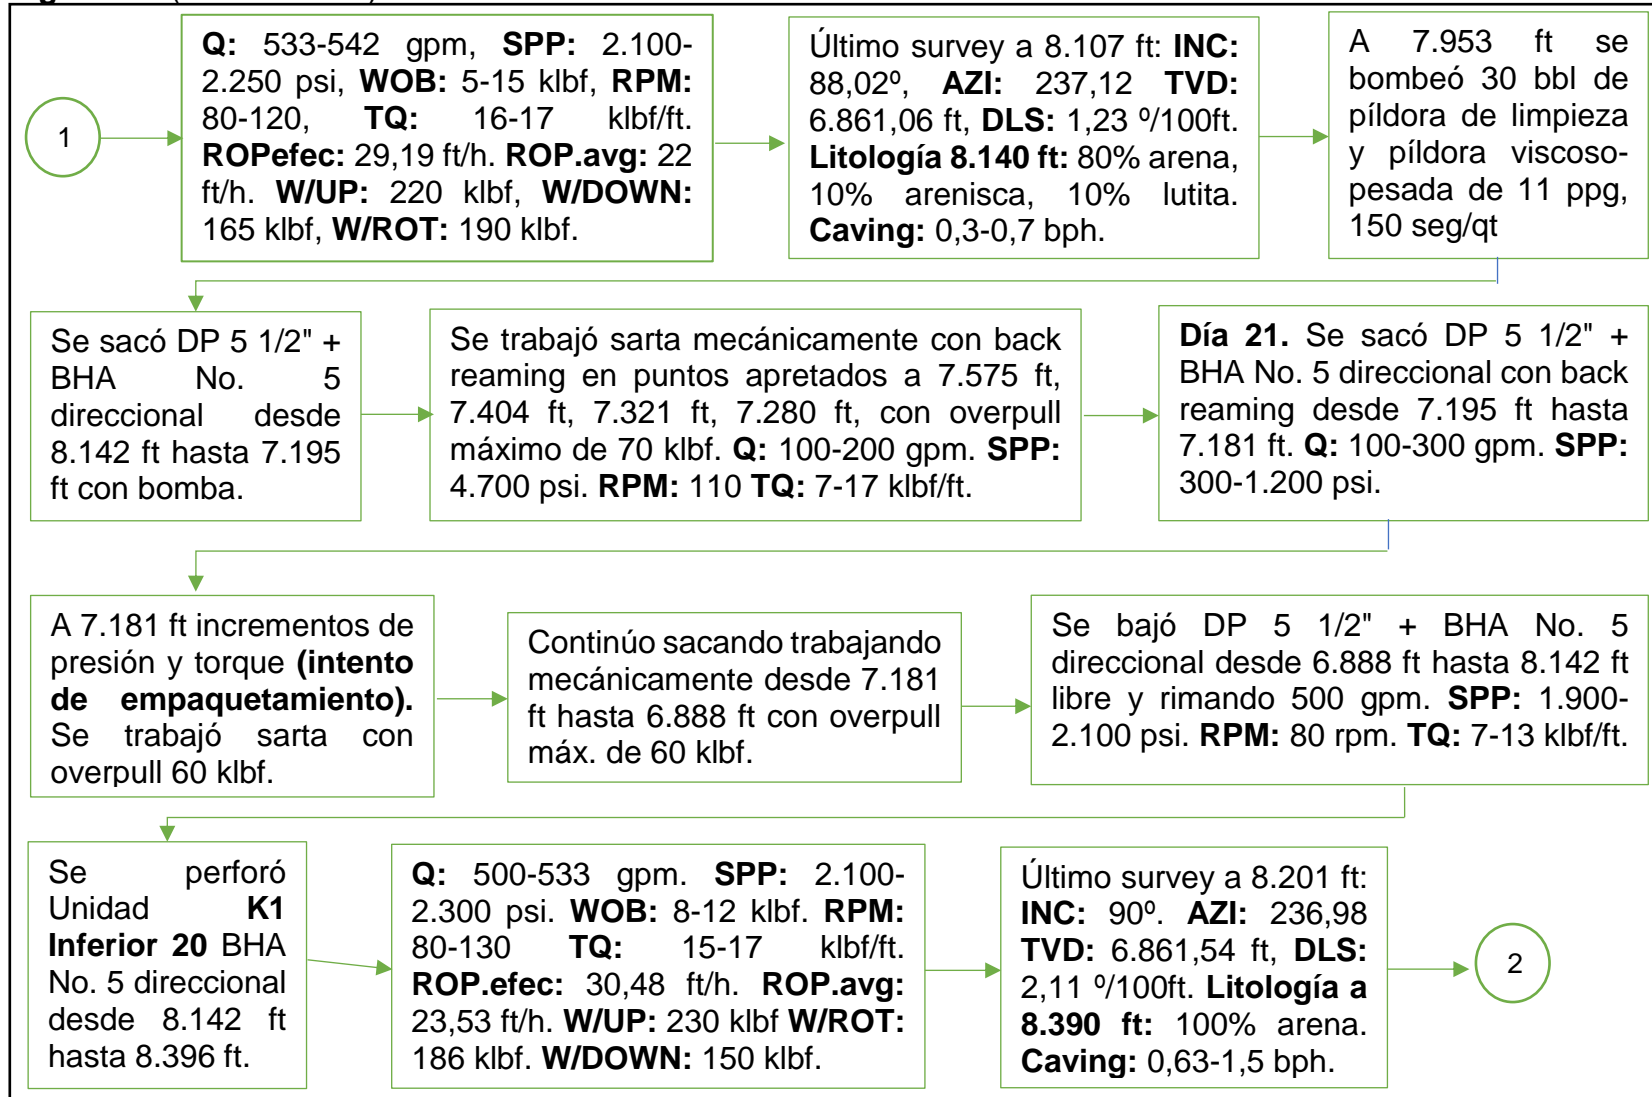 1
Q: 533-542 gpm, SPP: 2.100-
2.250 psi, WOB: 5-15 klbf, RPM:
80-120, TQ: 16-17 klbf/ft.
ROPefec: 29,19 ft/h. ROP.avg: 22
ft/h. W/UP: 220 klbf, W/DOWN:
165 klbf, W/ROT: 190 klbf.
Último survey a 8.107 ft: INC:
88,02º, AZI: 237,12 TVD:
6.861,06 ft, DLS: 1,23 º/100ft.
Litología 8.140 ft: 80% arena,
10% arenisca, 10% lutita.
Caving: 0,3-0,7 bph.
A 7.953 ft se
bombeó 30 bbl de
píldora de limpieza
y píldora viscoso-
pesada de 11 ppg,
150 seg/qt
Se sacó DP 5 1/2" +
BHA No. 5
direccional desde
8.142 ft hasta 7.195
ft con bomba.
Se trabajó sarta mecánicamente con back
reaming en puntos apretados a 7.575 ft,
7.404 ft, 7.321 ft, 7.280 ft, con overpull
máximo de 70 klbf. Q: 100-200 gpm. SPP:
4.700 psi. RPM: 110 TQ: 7-17 klbf/ft.
Día 21. Se sacó DP 5 1/2" +
BHA No. 5 direccional con back
reaming desde 7.195 ft hasta
7.181 ft. Q: 100-300 gpm. SPP:
300-1.200 psi.
A 7.181 ft incrementos de
presión y torque (intento
de empaquetamiento).
Se trabajó sarta con
overpull 60 klbf.
Continúo sacando trabajando
mecánicamente desde 7.181
ft hasta 6.888 ft con overpull
máx. de 60 klbf.
Se bajó DP 5 1/2" + BHA No. 5
direccional desde 6.888 ft hasta 8.142 ft
libre y rimando 500 gpm. SPP: 1.900-
2.100 psi. RPM: 80 rpm. TQ: 7-13 klbf/ft.
Se perforó
Unidad K1
Inferior 20 BHA
No. 5 direccional
desde 8.142 ft
hasta 8.396 ft.
Q: 500-533 gpm. SPP: 2.100-
2.300 psi. WOB: 8-12 klbf. RPM:
80-130 TQ: 15-17 klbf/ft.
ROP.efec: 30,48 ft/h. ROP.avg:
23,53 ft/h. W/UP: 230 klbf W/ROT:
186 klbf. W/DOWN: 150 klbf.
Último survey a 8.201 ft:
INC: 90º. AZI: 236,98
TVD: 6.861,54 ft, DLS:
2,11 º/100ft. Litología a
8.390 ft: 100% arena.
Caving: 0,63-1,5 bph.
2